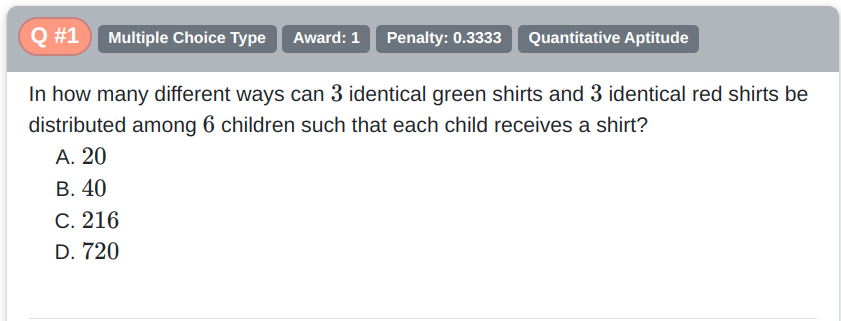 Q #1 Multiple Choice Type Award: 1 Penalty: 0.3333 Quantitative Aptitude
In how many different ways can 3 identical green shirts and 3 identical red shirts be
distributed among 6 children such that each child receives a shirt?
A. 20
B. 40
C. 216
D. 720